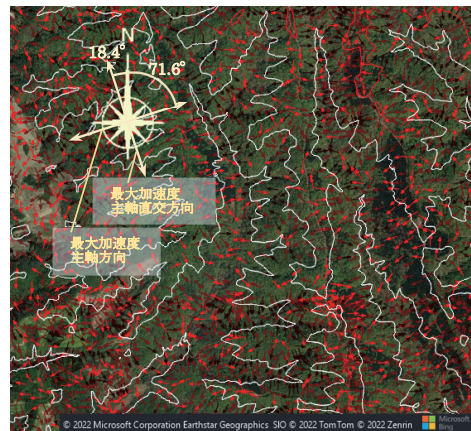 N
18.4°
71.6°
最大加速度
主軸直交方向
最大加速度
主軸方向
© 2022 Microsoft Corporation Earthstar Geographics SIO © 2022 TomTom © 2022 Zenrin
Microsoft
Bing